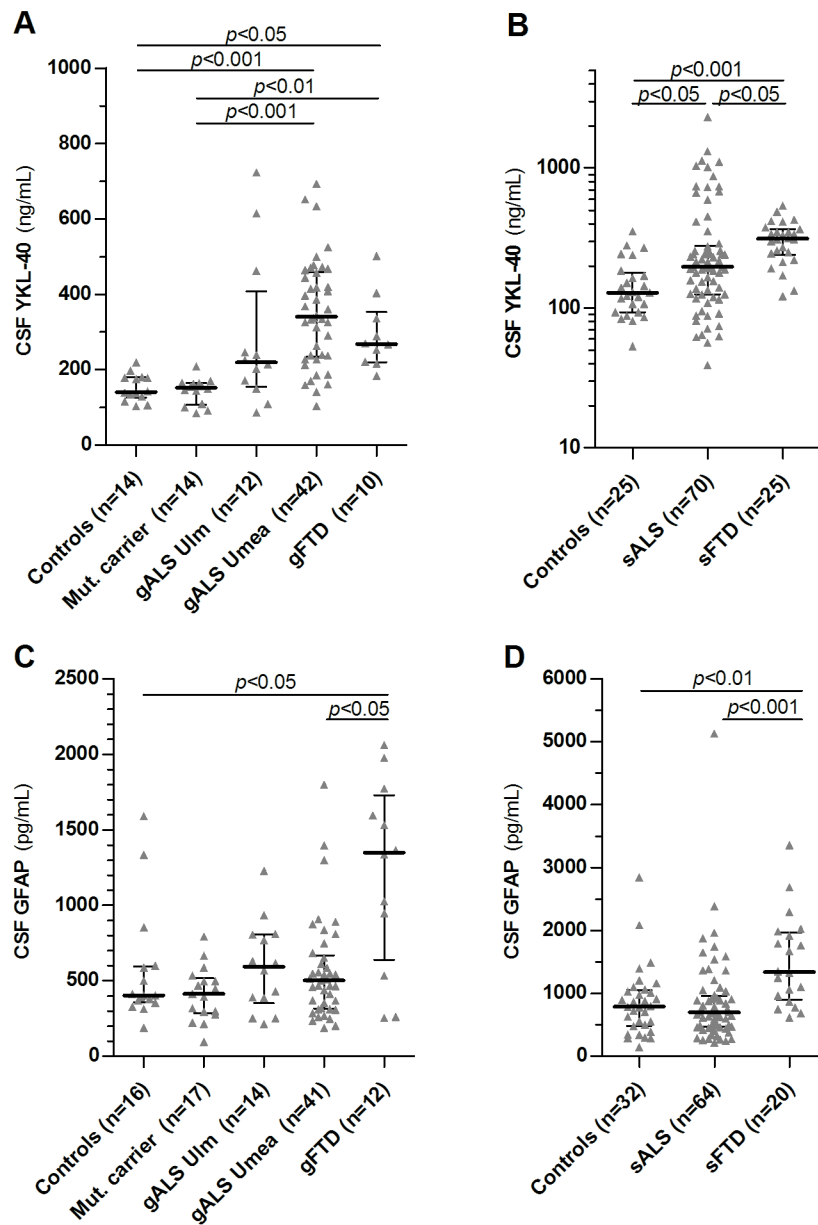 A
p<0.05
p<0.001
p<0.01
p<0.001
1000
800
600
400
200
0
CSF YKL-40 (ng/mL)
Controls (n=14)
Mut. carrier (n=14)
gALS Ulm (n=12)
gALS Umea (n=42)
gFTD (n=10)
B
p<0.001
p<0.05 p<0.05
1000
100
10
CSF YKL-40 (ng/mL)
Controls (n=25)
sALS (n=70)
sFTD (n=25)
C
p<0.05
p<0.05
2500
2000
1500
1000
500
0
CSF GFAP (pg/mL)
Controls (n=16)
Mut. carrier (n=17)
gALS Ulm (n=14)
gALS Umea (n=41)
gFTD (n=12)
D
p<0.01
p<0.001
6000
5000
4000
3000
2000
1000
0
CSF GFAP (pg/mL)
Controls (n=32)
sALS (n=64)
sFTD (n=20)